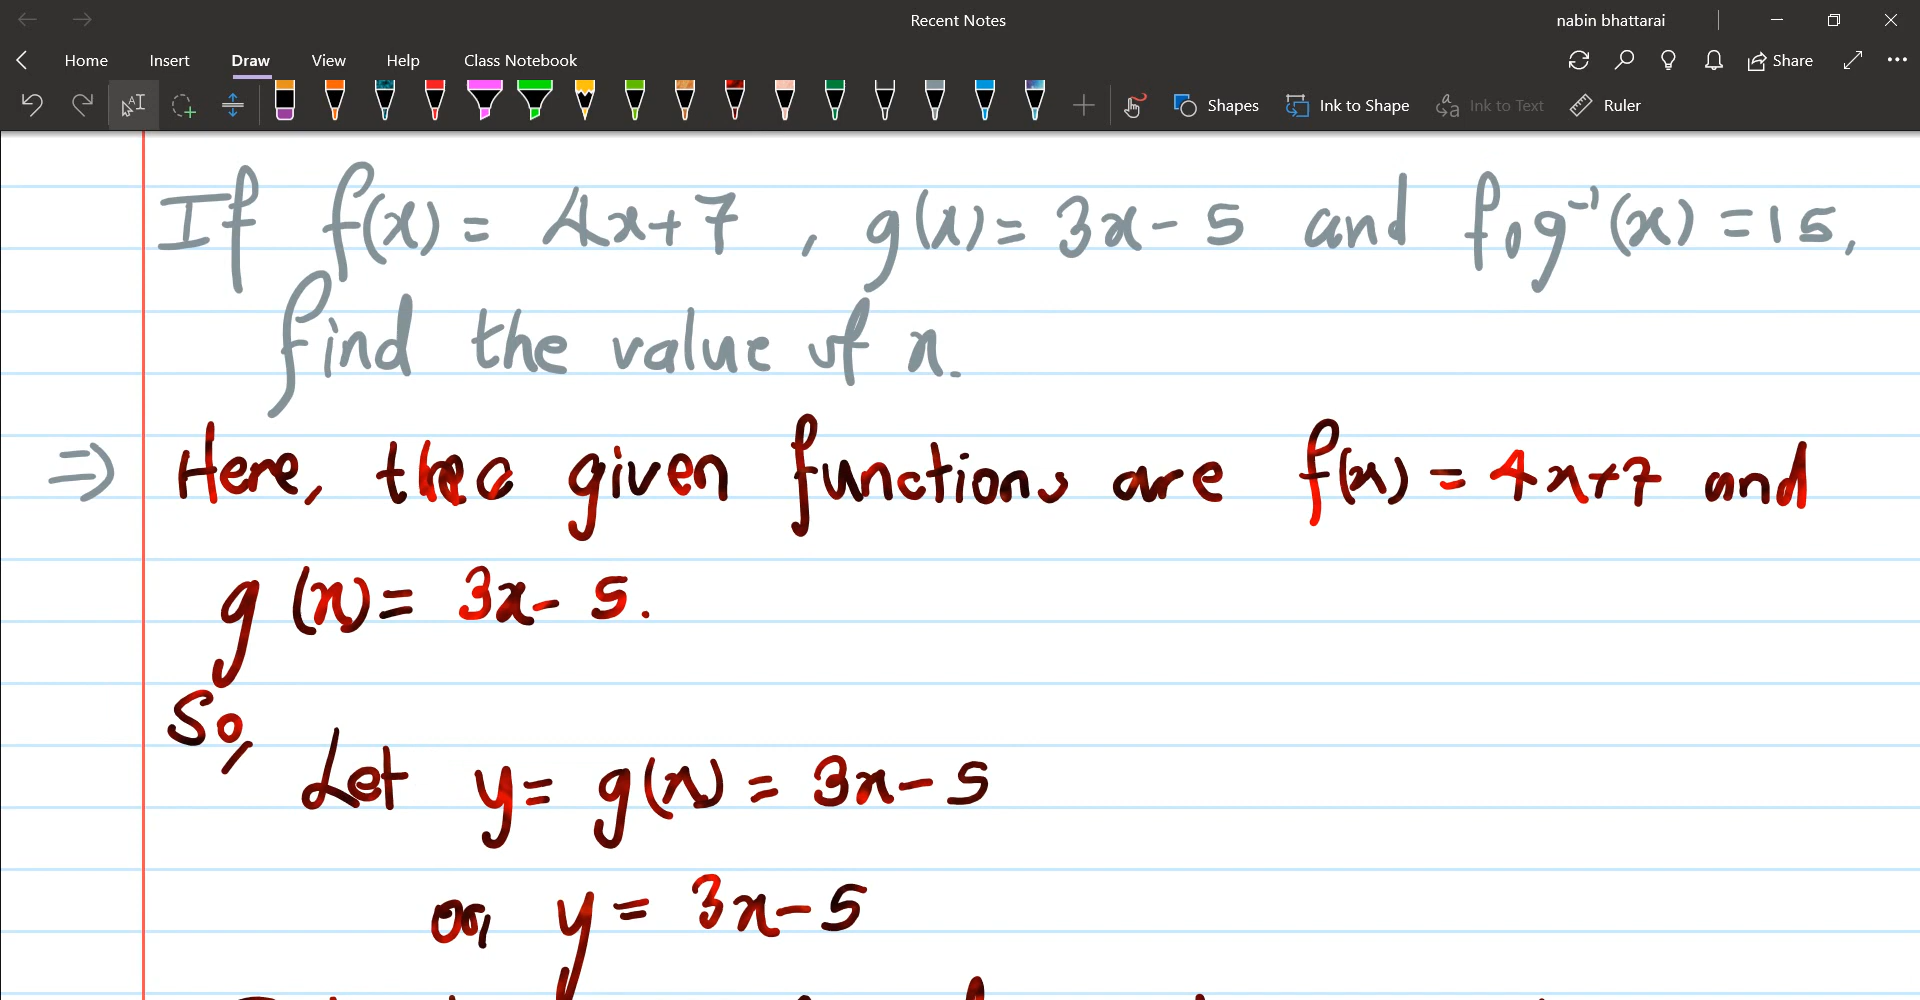 Recent Notes
nabin bhattarai
Home Insert Draw View Help Class Notebook
Share
Shapes Ink to Shape Ink to Text Ruler
If f(x) = 4x+7 , g(x) = 3x-5 and fog⁻¹(x) = 15,
find the value of x.
⇒ Here, the given functions are f(x) = 4x+7 and
g(x) = 3x-5.
So,
Let y = g(x) = 3x-5
or, y = 3x-5